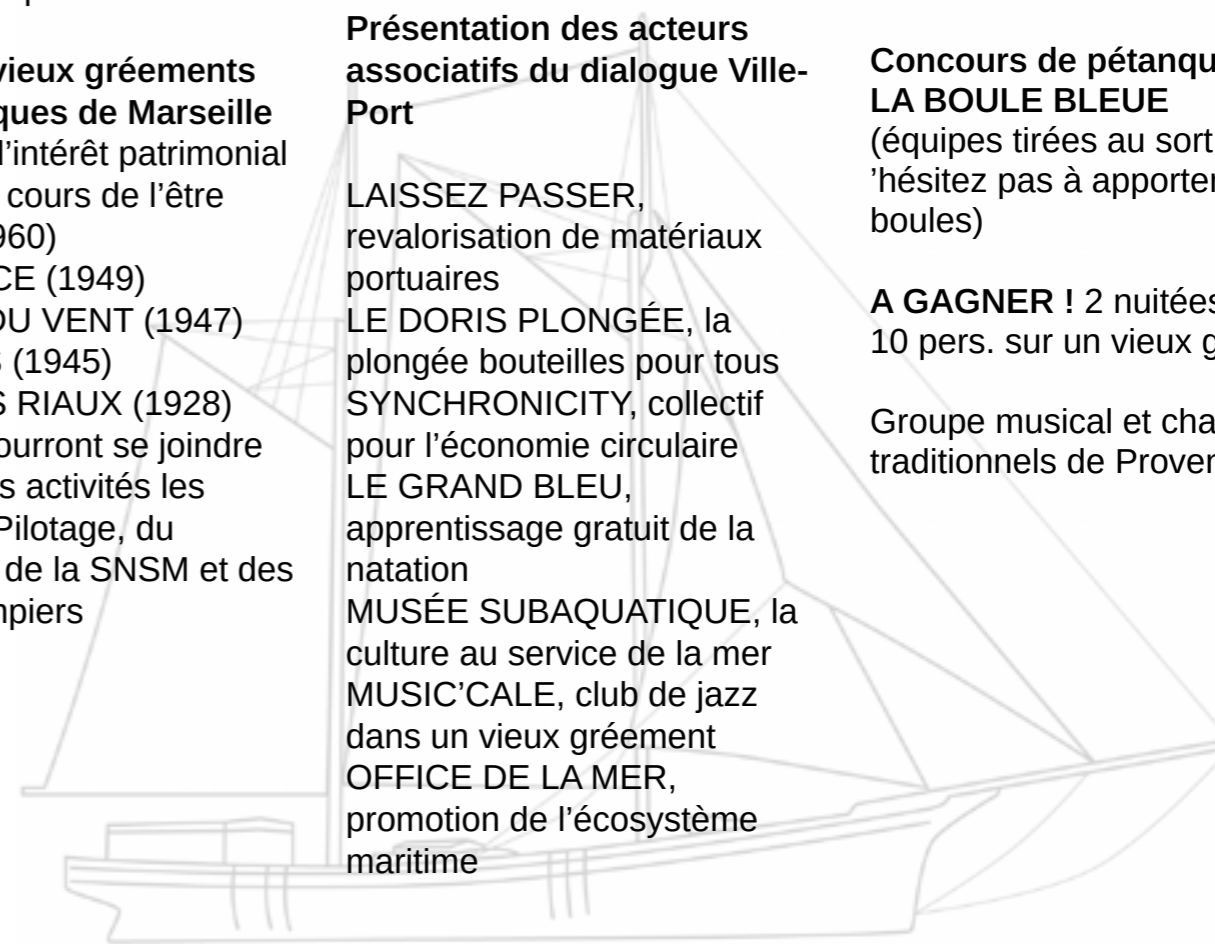 vieux gréements
ques de Marseille
l'intérêt patrimonial
cours de l'être
960)
CE (1949)
DU VENT (1947)
S (1945)
S RIAUX (1928)
ourront se joindre
s activités les
Pilotage, du
de la SNSM et des
npiers
Présentation des acteurs
associatifs du dialogue Ville-
Port
LAISSEZ PASSER,
revalorisation de matériaux
portuaires
LE DORIS PLONGÉE, la
plongée bouteilles pour tous
SYNCHRONICITY, collectif
pour l'économie circulaire
LE GRAND BLEU,
apprentissage gratuit de la
natation
MUSÉE SUBAQUATIQUE, la
culture au service de la mer
MUSIC'CALE, club de jazz
dans un vieux gréement
OFFICE DE LA MER,
promotion de l'écosystème
maritime
Concours de pétanqu
LA BOULE BLEUE
(équipes tirées au sort
'hésitez pas à apporter
boules)
A GAGNER ! 2 nuitées
10 pers. sur un vieux g
Groupe musical et cha
traditionnels de Proven